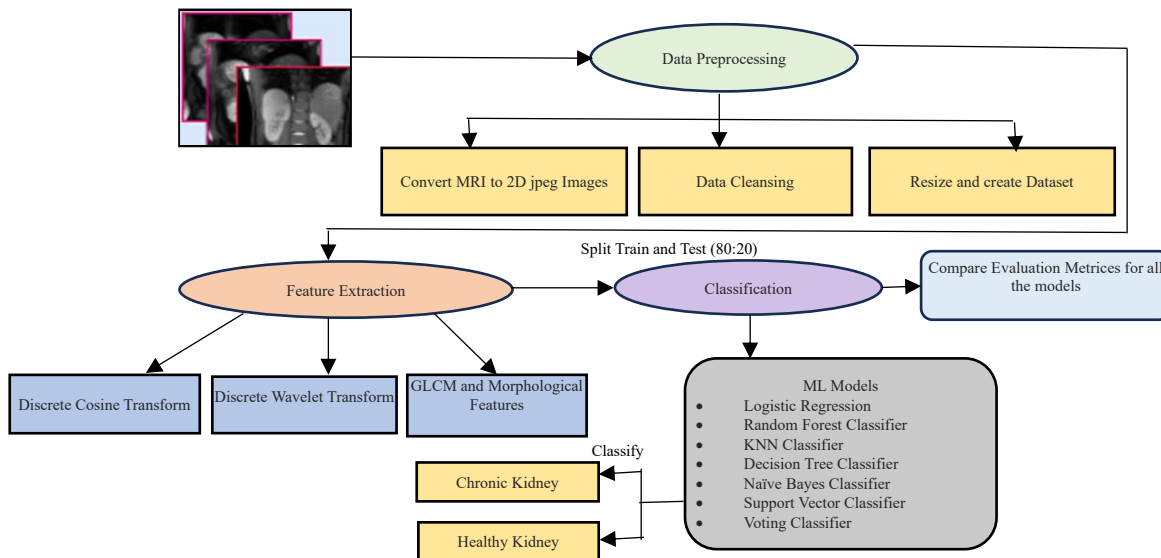 Data Preprocessing
Convert MRI to 2D jpeg Images
Data Cleansing
Resize and create Dataset
Split Train and Test (80:20)
Feature Extraction
Classification
Compare Evaluation Metrices for all
the models
Discrete Cosine Transform
Discrete Wavelet Transform
GLCM and Morphological
Features
ML Models
• Logistic Regression
• Random Forest Classifier
• KNN Classifier
• Decision Tree Classifier
• Naïve Bayes Classifier
• Support Vector Classifier
• Voting Classifier
Classify
Chronic Kidney
Healthy Kidney